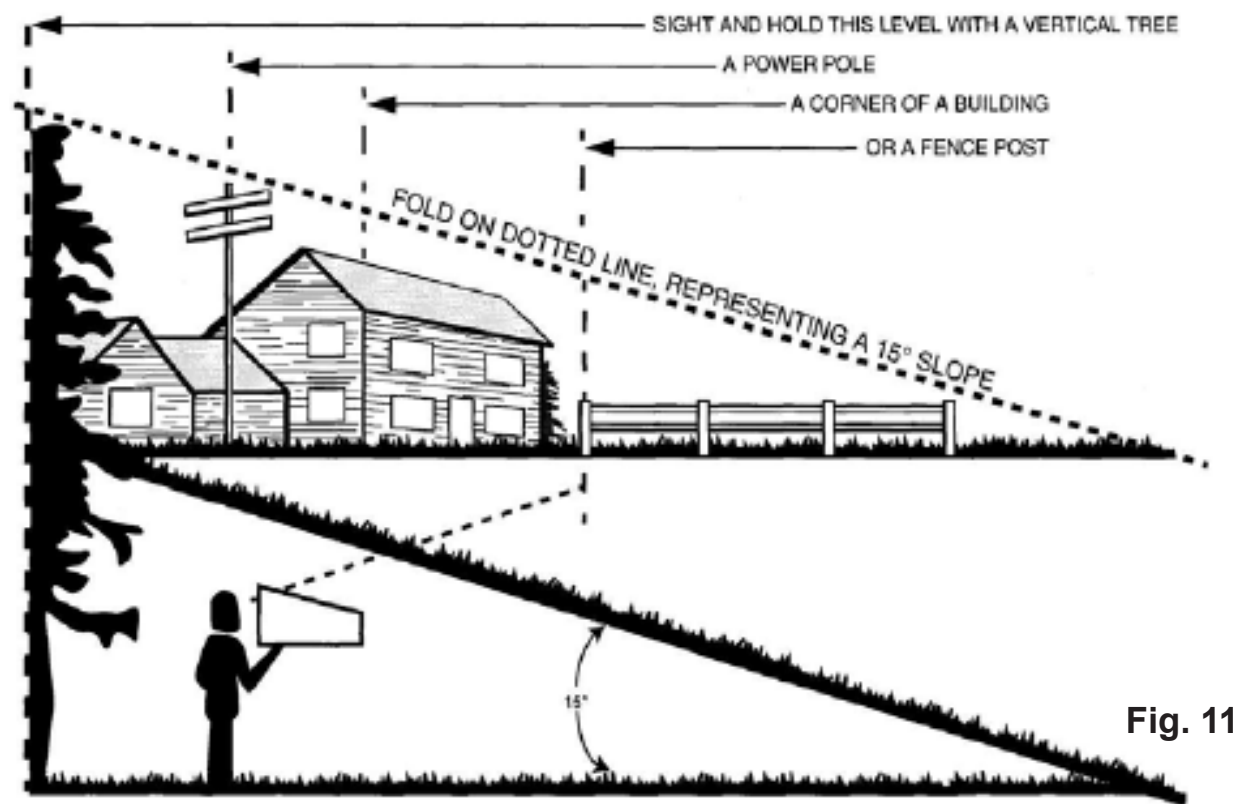 SIGHT AND HOLD THIS LEVEL WITH A VERTICAL TREE
A POWER POLE
A CORNER OF A BUILDING
OR A FENCE POST
FOLD ON DOTTED LINE, REPRESENTING A 15° SLOPE
15°
Fig. 11